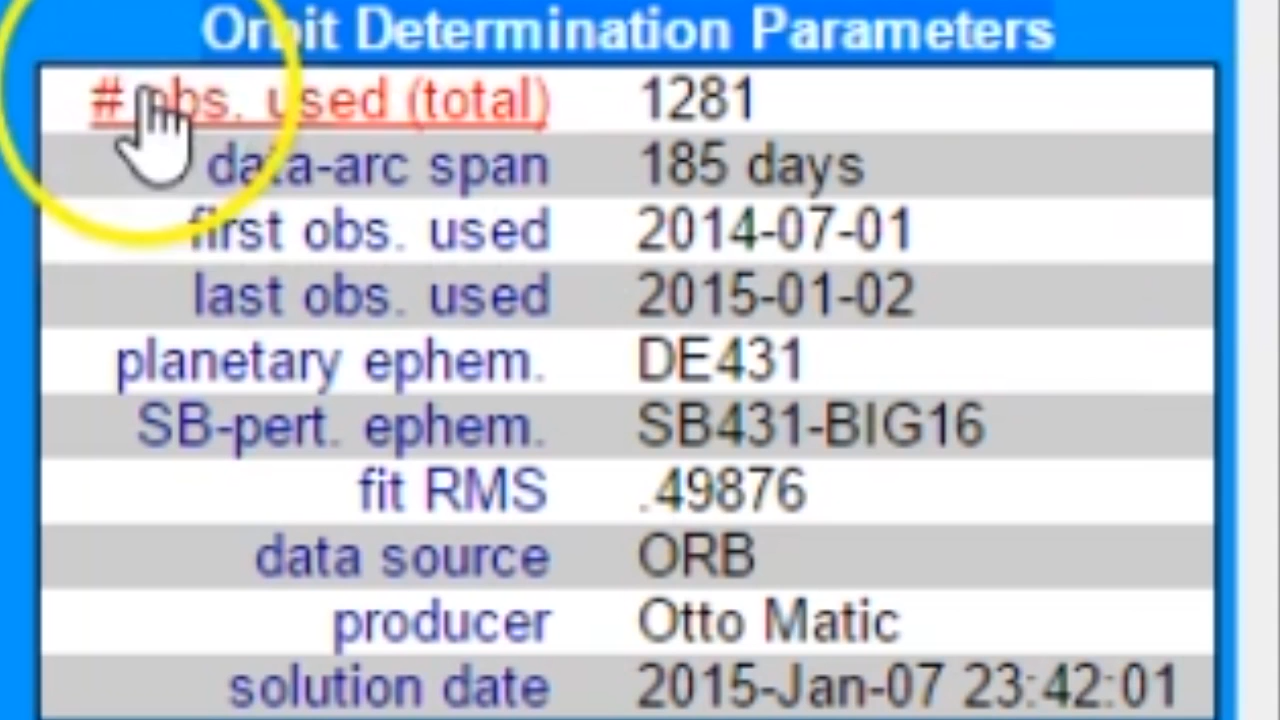 Orbit Determination Parameters
# obs. used (total) 1281
data-arc span 185 days
first obs. used 2014-07-01
last obs. used 2015-01-02
planetary ephem. DE431
SB-pert. ephem. SB431-BIG16
fit RMS .49876
data source ORB
producer Otto Matic
solution date 2015-Jan-07 23:42:01